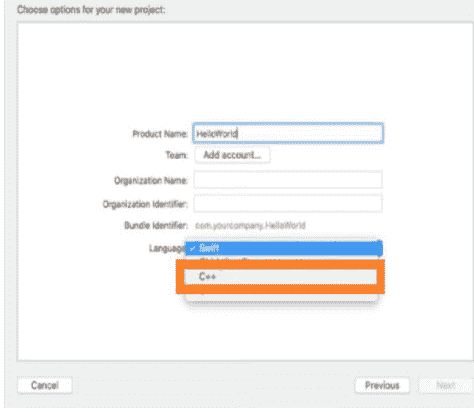 Choose options for your new project:
Product Name: HelloWorld
Team: Add account...
Organization Name:
Organization Identifier:
Bundle Identifier: com.yourcompany.HelloWorld
Language ✓ Swift
C++
Cancel Previous Next